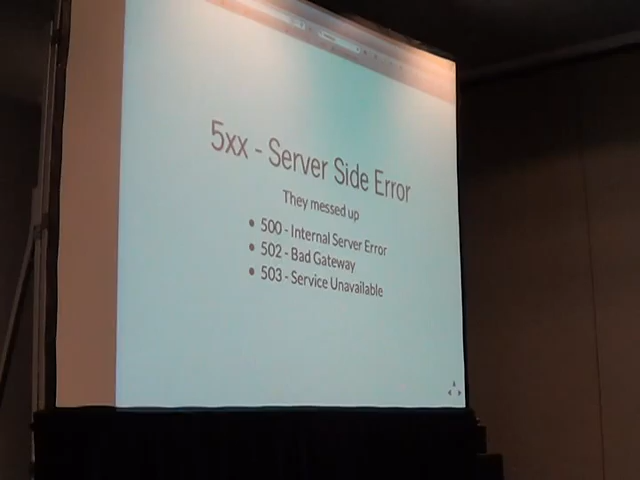 5xx - Server Side Error
They messed up
• 500 - Internal Server Error
• 502 - Bad Gateway
• 503 - Service Unavailable